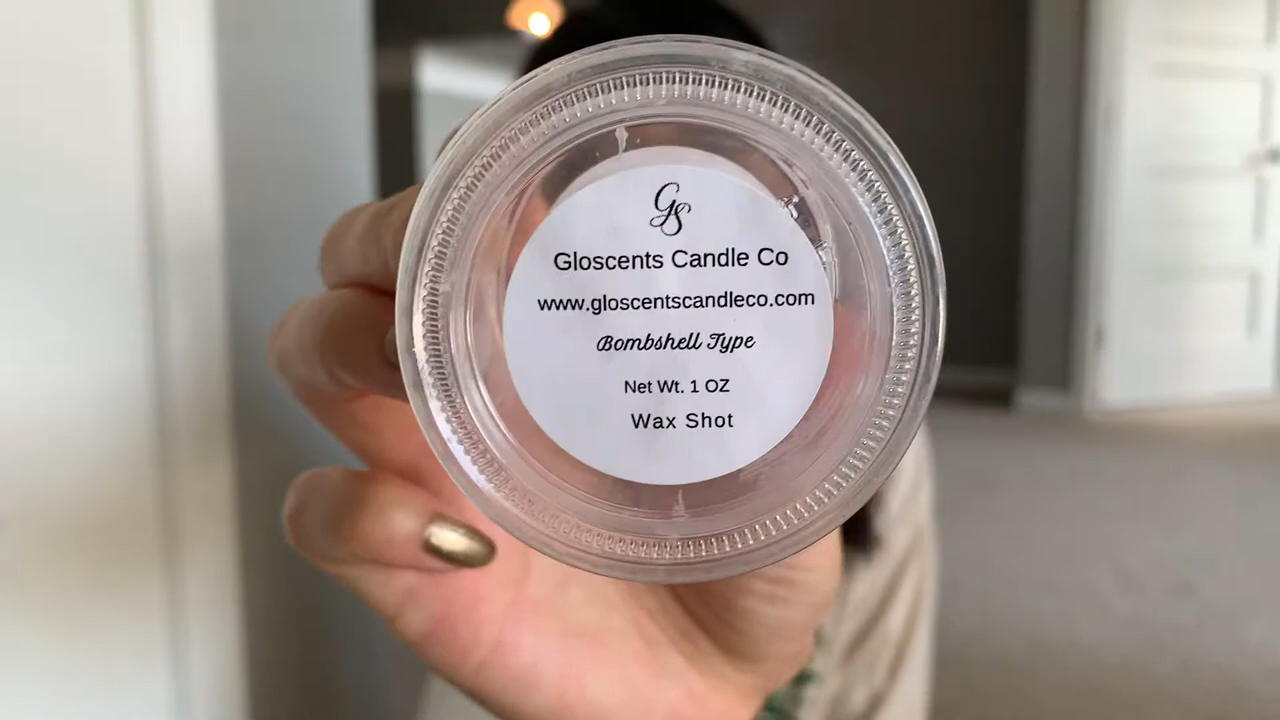 GS
Gloscents Candle Co
www.gloscentscandleco.com
Bombshell Type
Net Wt. 1 OZ
Wax Shot